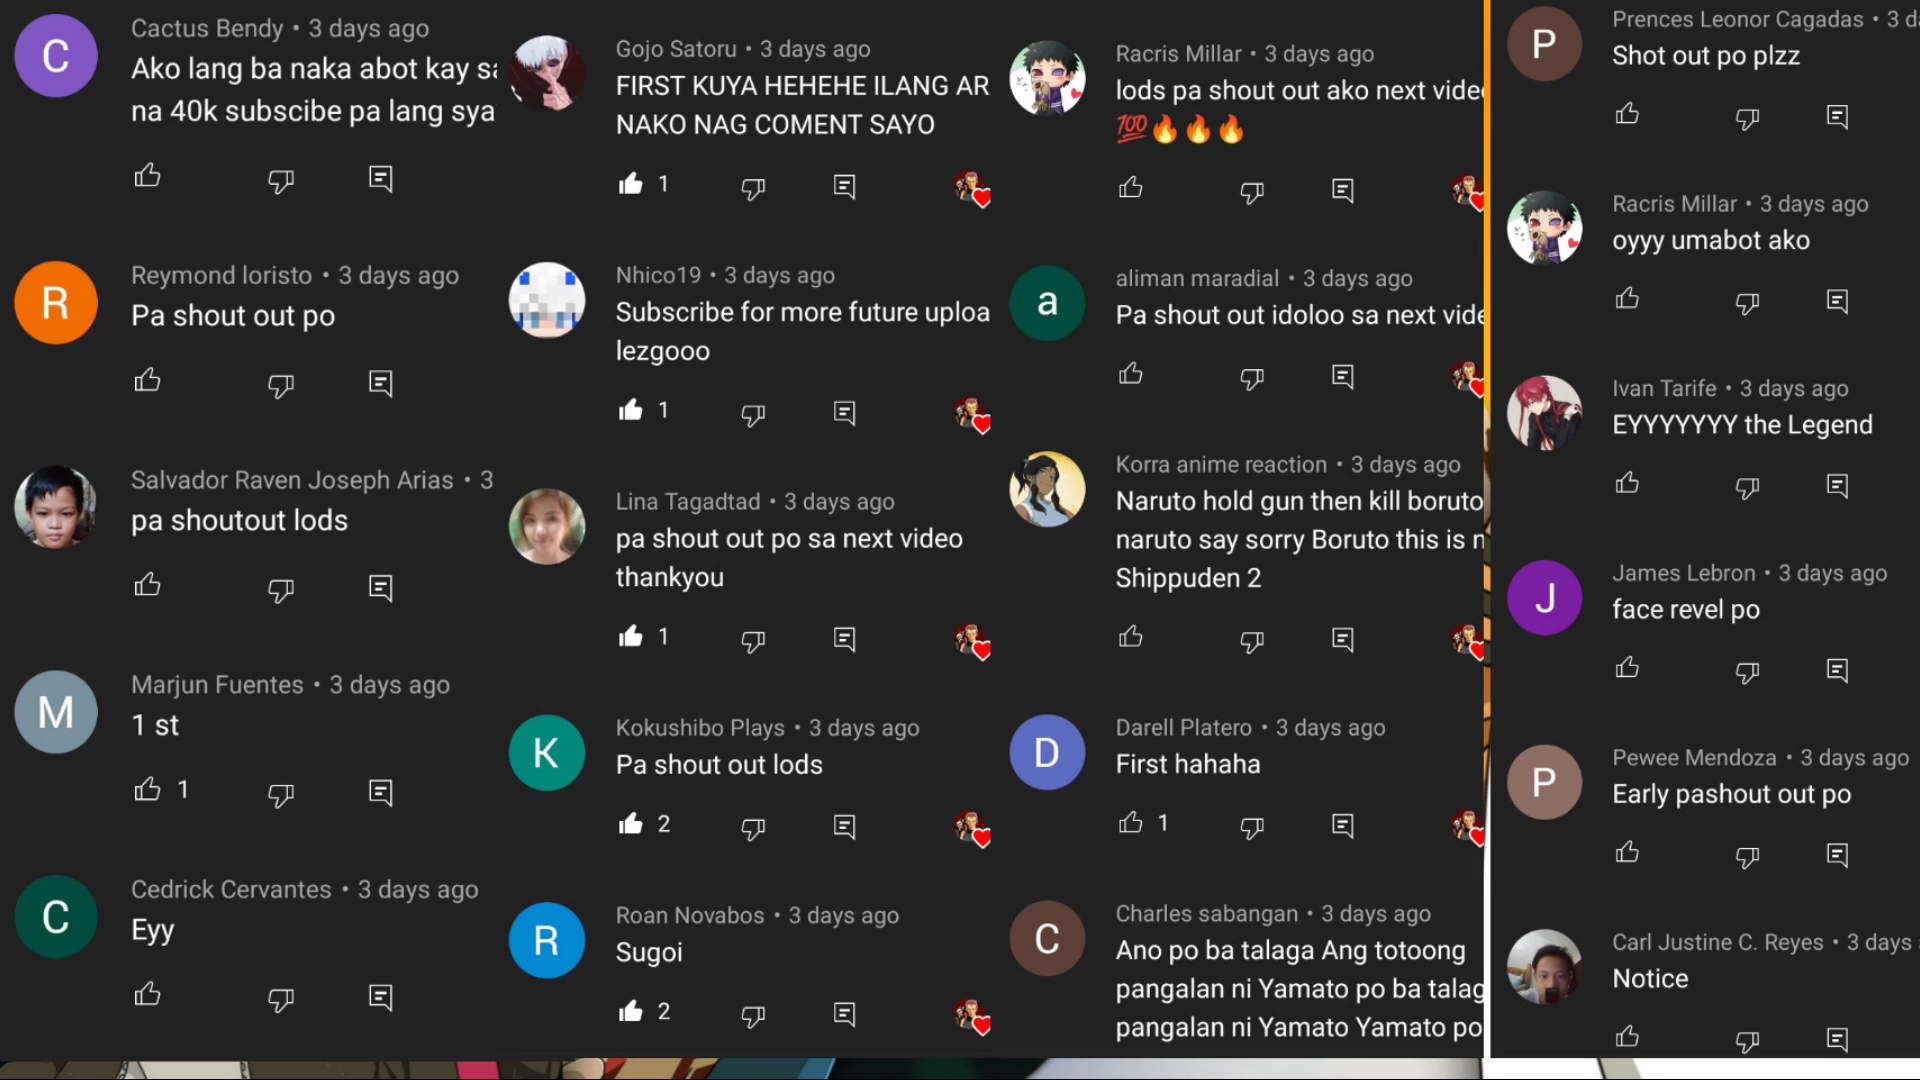 Cactus Bendy • 3 days ago
Ako lang ba naka abot kay
na 40k subscibe pa lang sya
Reymond loristo • 3 days ago
Pa shout out po
Salvador Raven Joseph Arias • 3
pa shoutout lods
Marjun Fuentes • 3 days ago
1 st
1
Cedrick Cervantes • 3 days ago
Eyy
Gojo Satoru • 3 days ago
FIRST KUYA HEHEHE ILANG AR
NAKO NAG COMENT SAYO
1
Nhico19 • 3 days ago
Subscribe for more future uploa
lezgooo
1
Lina Tagadtad • 3 days ago
pa shout out po sa next video
thankyou
1
Kokushibo Plays • 3 days ago
Pa shout out lods
2
Roan Novabos • 3 days ago
Sugoi
2
Racris Millar • 3 days ago
lods pa shout out ako next vide
💯🔥🔥🔥
aliman maradial • 3 days ago
Pa shout out idoloo sa next vide
Korra anime reaction • 3 days ago
Naruto hold gun then kill boruto
naruto say sorry Boruto this is
Shippuden 2
Darell Platero • 3 days ago
First hahaha
1
Charles sabangan • 3 days ago
Ano po ba talaga Ang totoong
pangalan ni Yamato po ba talag
pangalan ni Yamato Yamato po
Prences Leonor Cagadas • 3 d
Shot out po plzz
Racris Millar • 3 days ago
oyyy umabot ako
Ivan Tarife • 3 days ago
EYYYYYYY the Legend
James Lebron • 3 days ago
face revel po
Pewee Mendoza • 3 days ago
Early pashout out po
Carl Justine C. Reyes • 3 days
Notice